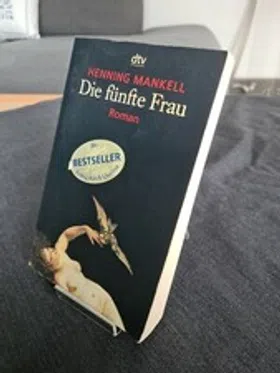 dtv
HENNING MANKELL
Die fünfte Frau
Roman
BESTSELLER